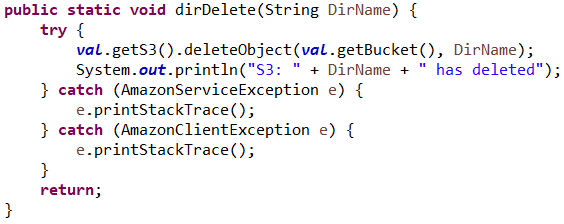 public static void dirDelete(String DirName) {
    try {
        val.getS3().deleteObject(val.getBucket(), DirName);
        System.out.println("S3: " + DirName + " has deleted");
    } catch (AmazonServiceException e) {
        e.printStackTrace();
    } catch (AmazonClientException e) {
        e.printStackTrace();
    }
    return;
}